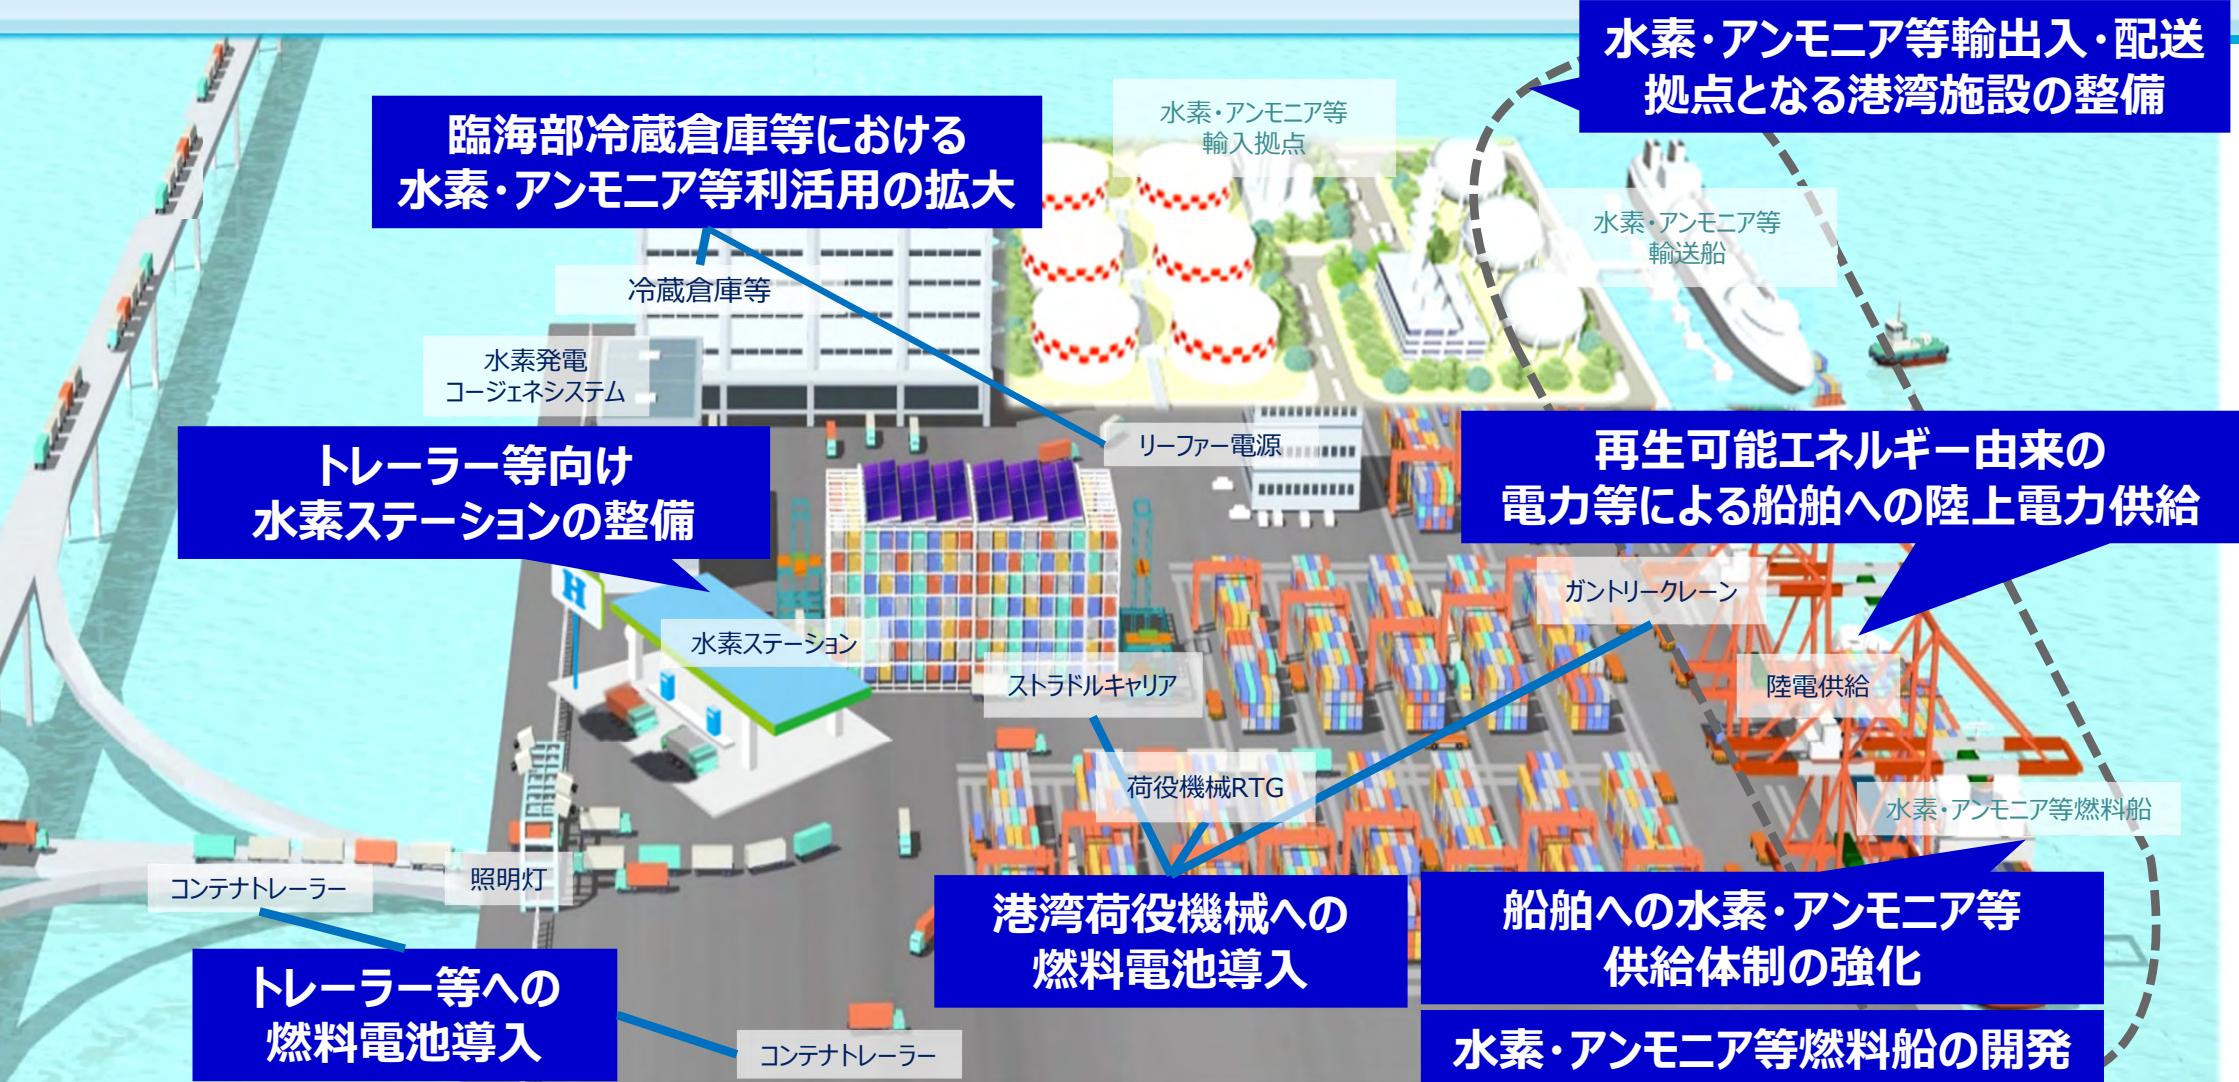 水素・アンモニア等輸出入・配送
拠点となる港湾施設の整備
水素・アンモニア等
輸入拠点
臨海部冷蔵倉庫等における
水素・アンモニア等利活用の拡大
水素・アンモニア等
輸送船
冷蔵倉庫等
水素発電
コージェネシステム
リーファー電源
再生可能エネルギー由来の
電力等による船舶への陸上電力供給
トレーラー等向け
水素ステーションの整備
H
ガントリークレーン
水素ステーション
ストラドルキャリア
陸電供給
荷役機械RTG
水素・アンモニア等燃料船
コンテナトレーラー
照明灯
港湾荷役機械への
燃料電池導入
船舶への水素・アンモニア等
供給体制の強化
トレーラー等への
燃料電池導入
コンテナトレーラー
水素・アンモニア等燃料船の開発